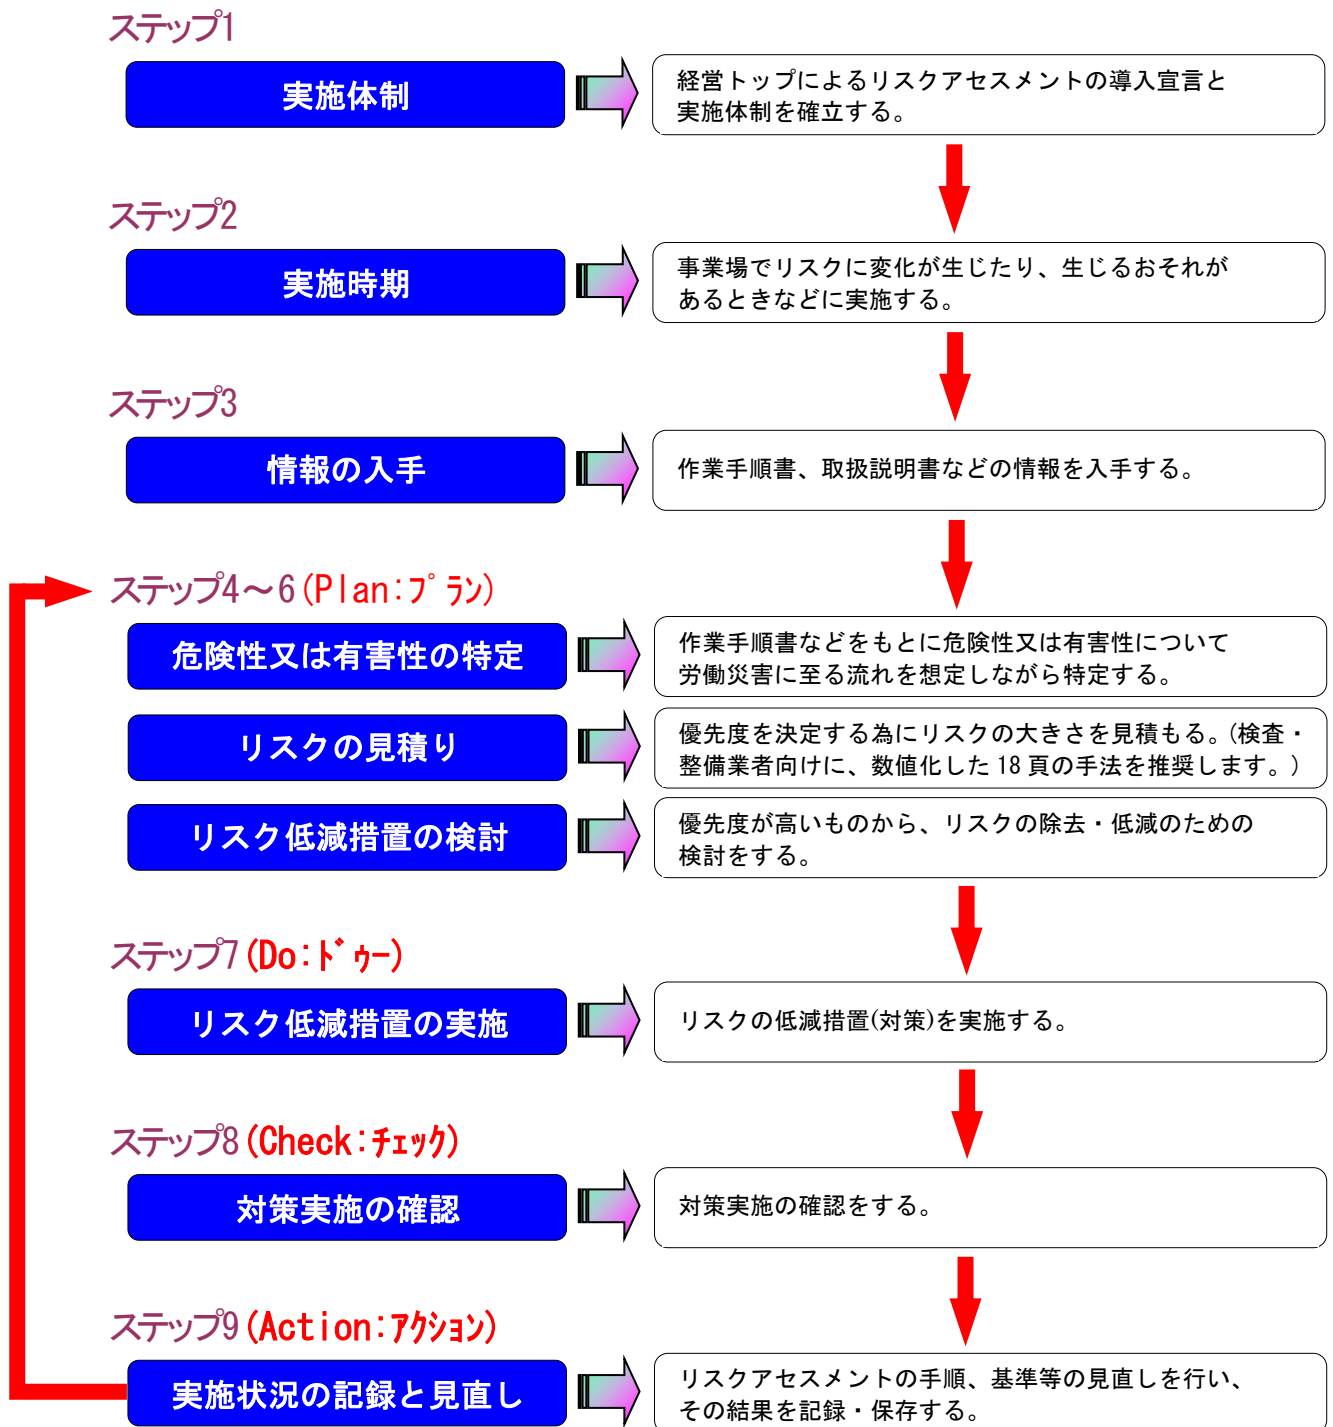 ステップ1
実施体制
経営トップによるリスクアセスメントの導入宣言と
実施体制を確立する。
ステップ2
実施時期
事業場でリスクに変化が生じたり、生じるおそれが
あるときなどに実施する。
ステップ3
情報の入手
作業手順書、取扱説明書などの情報を入手する。
ステップ4～6(Plan:ﾌﾟﾗﾝ)
危険性又は有害性の特定
作業手順書などをもとに危険性又は有害性について
労働災害に至る流れを想定しながら特定する。
リスクの見積り
優先度を決定する為にリスクの大きさを見積もる。(検査・
整備業者向けに、数値化した18頁の手法を推奨します。)
リスク低減措置の検討
優先度が高いものから、リスクの除去・低減のための
検討をする。
ステップ7(Do:ﾄﾞｩｰ)
リスク低減措置の実施
リスクの低減措置(対策)を実施する。
ステップ8(Check:ﾁｪｯｸ)
対策実施の確認
対策実施の確認をする。
ステップ9(Action:ｱｸｼｮﾝ)
実施状況の記録と見直し
リスクアセスメントの手順、基準等の見直しを行い、
その結果を記録・保存する。